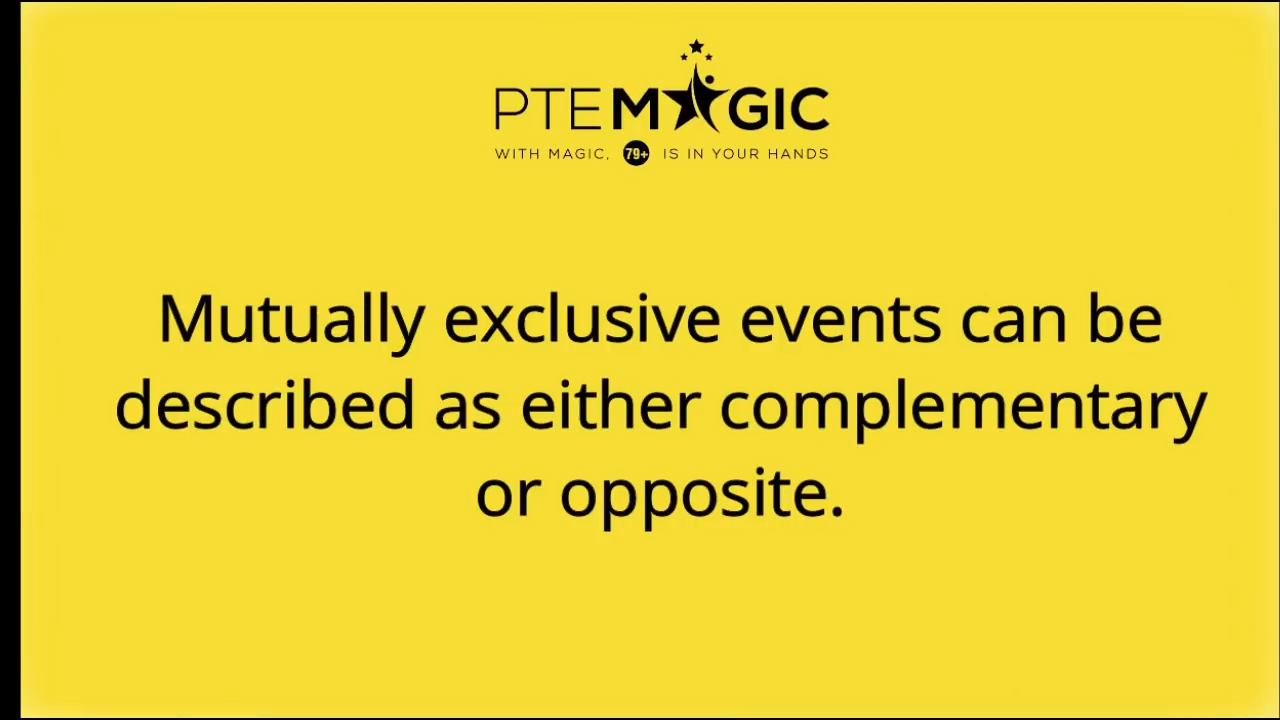 PTEMAGIC
WITH MAGIC, 79+ IS IN YOUR HANDS
Mutually exclusive events can be
described as either complementary
or opposite.